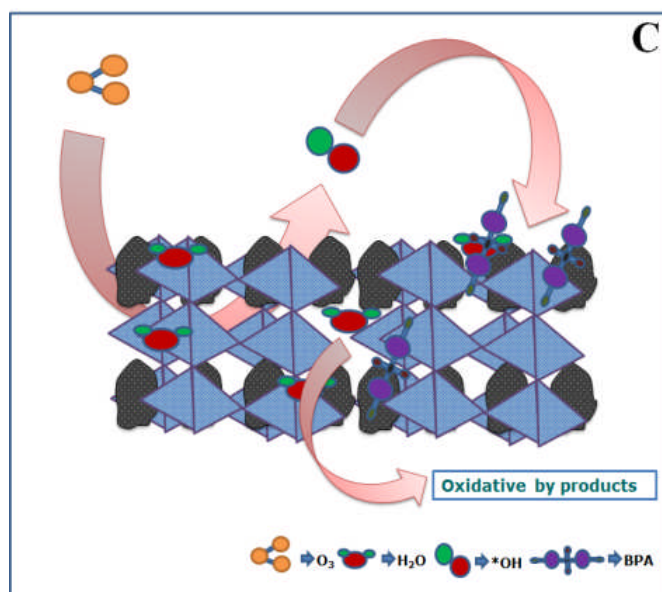 C
Oxidative by products
O₃ H₂O *OH BPA